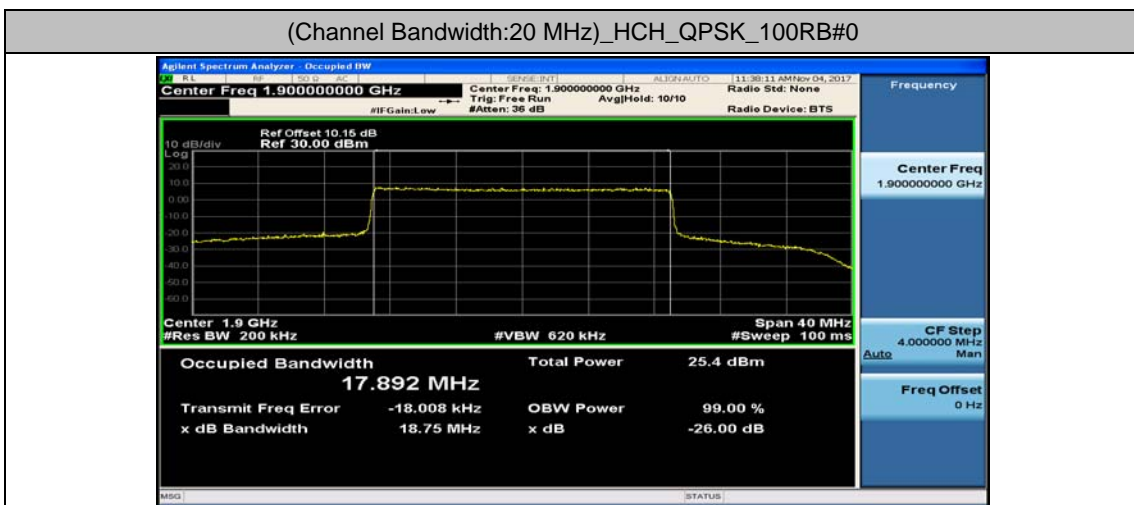 (Channel Bandwidth:20 MHz)_HCH_QPSK_100RB#0
Agilent Spectrum Analyzer - Occupied BW
RL RF 50 Ω AC SENSE:INT ALIGN AUTO 11:38:11 AM Nov 04, 2017
Center Freq 1.900000000 GHz
Center Freq: 1.900000000 GHz
Radio Std: None
Trig: Free Run Avg|Hold: 10/10
#IFGain:Low #Atten: 36 dB Radio Device: BTS
Frequency
Ref Offset 10.15 dB
10 dB/div Ref 30.00 dBm
Log
20.0
10.0
0.00
-10.0
-20.0
-30.0
-40.0
-50.0
-60.0
Center 1.9 GHz Span 40 MHz
#Res BW 200 kHz #VBW 620 kHz #Sweep 100 ms
Occupied Bandwidth Total Power 25.4 dBm
17.892 MHz
Transmit Freq Error -18.008 kHz OBW Power 99.00 %
x dB Bandwidth 18.75 MHz x dB -26.00 dB
Center Freq
1.900000000 GHz
CF Step
4.000000 MHz
Auto Man
Freq Offset
0 Hz
MSG STATUS